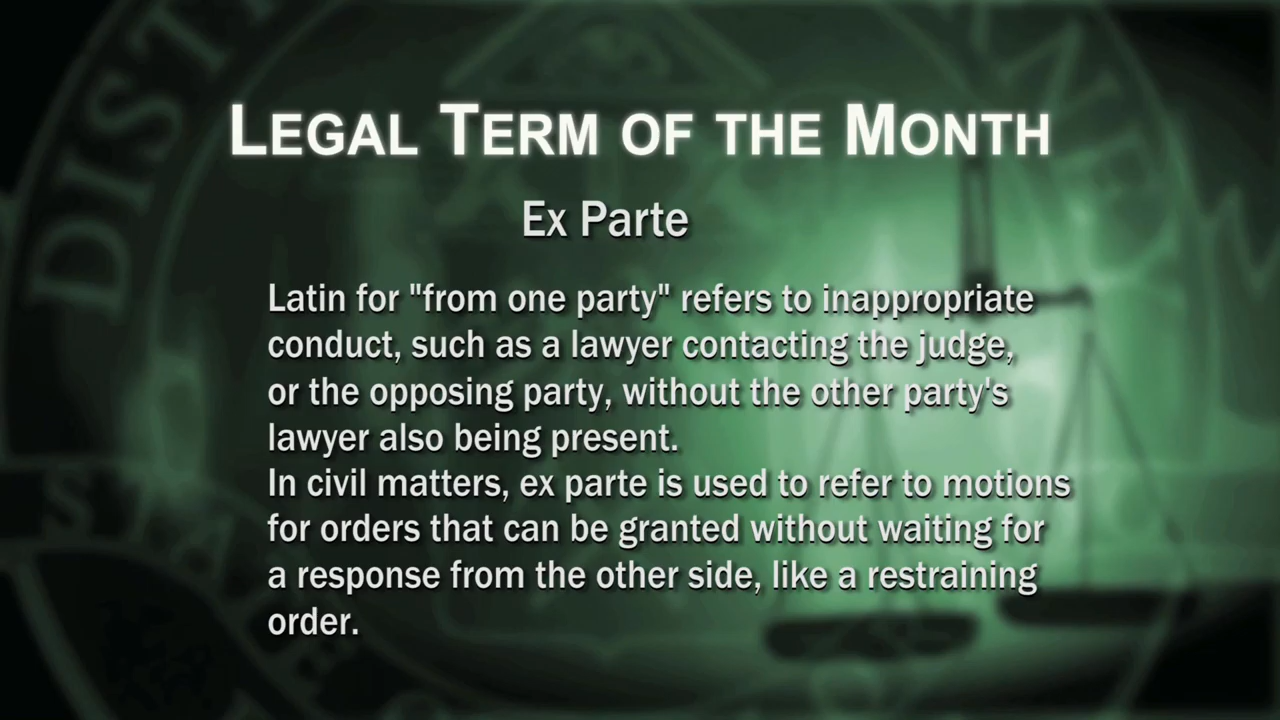 LEGAL TERM OF THE MONTH
Ex Parte
Latin for "from one party" refers to inappropriate
conduct, such as a lawyer contacting the judge,
or the opposing party, without the other party's
lawyer also being present.
In civil matters, ex parte is used to refer to motions
for orders that can be granted without waiting for
a response from the other side, like a restraining
order.
DIST